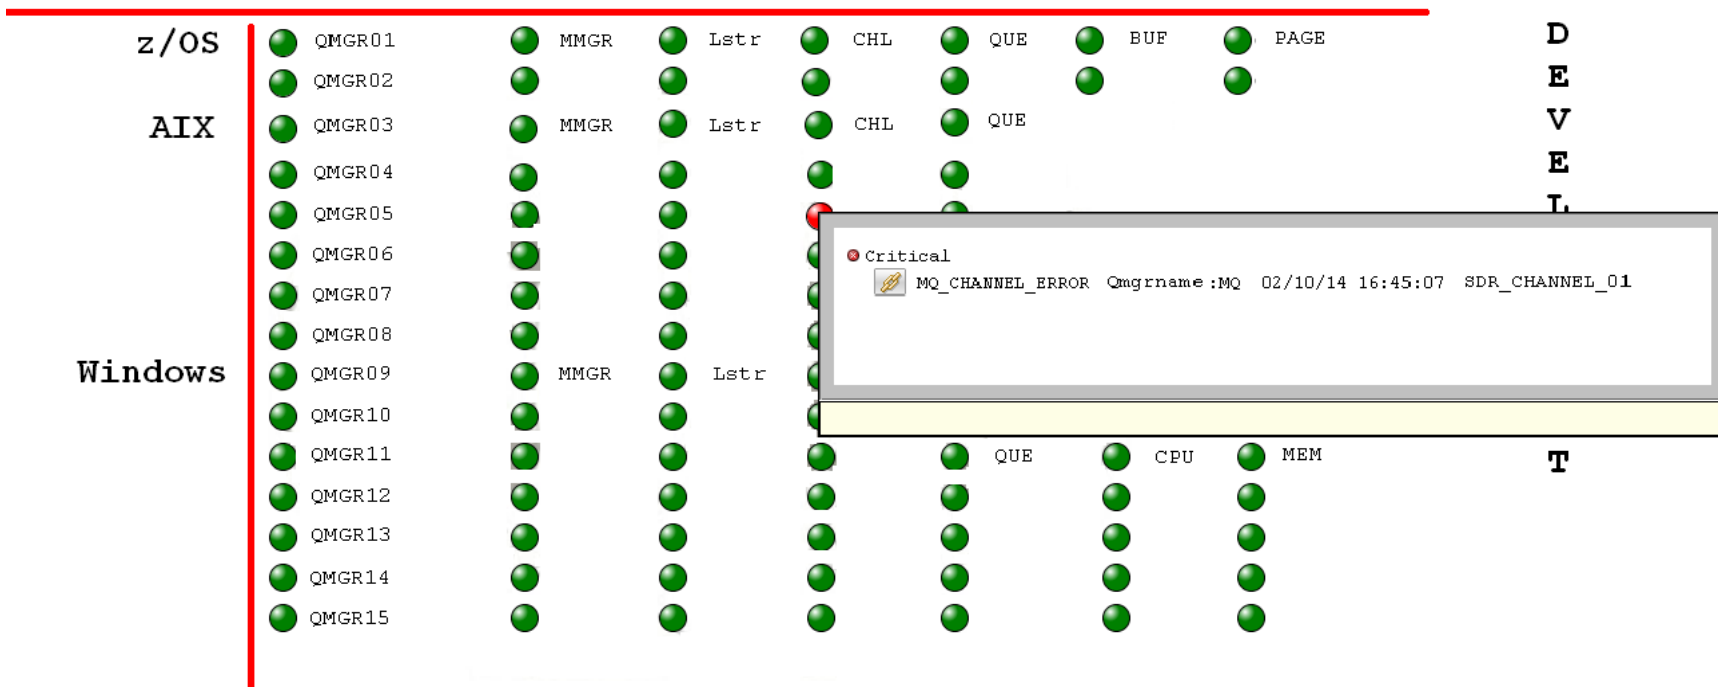 z/OS QMGR01 MMGR Lstr CHL QUE BUF PAGE D
QMGR02 E
AIX QMGR03 MMGR Lstr CHL QUE V
QMGR04 E
QMGR05 L
QMGR06 Critical
QMGR07 MQ_CHANNEL_ERROR Qmgrname:MQ 02/10/14 16:45:07 SDR_CHANNEL_01
QMGR08
Windows QMGR09 MMGR Lstr
QMGR10
QMGR11 QUE CPU MEM T
QMGR12
QMGR13
QMGR14
QMGR15